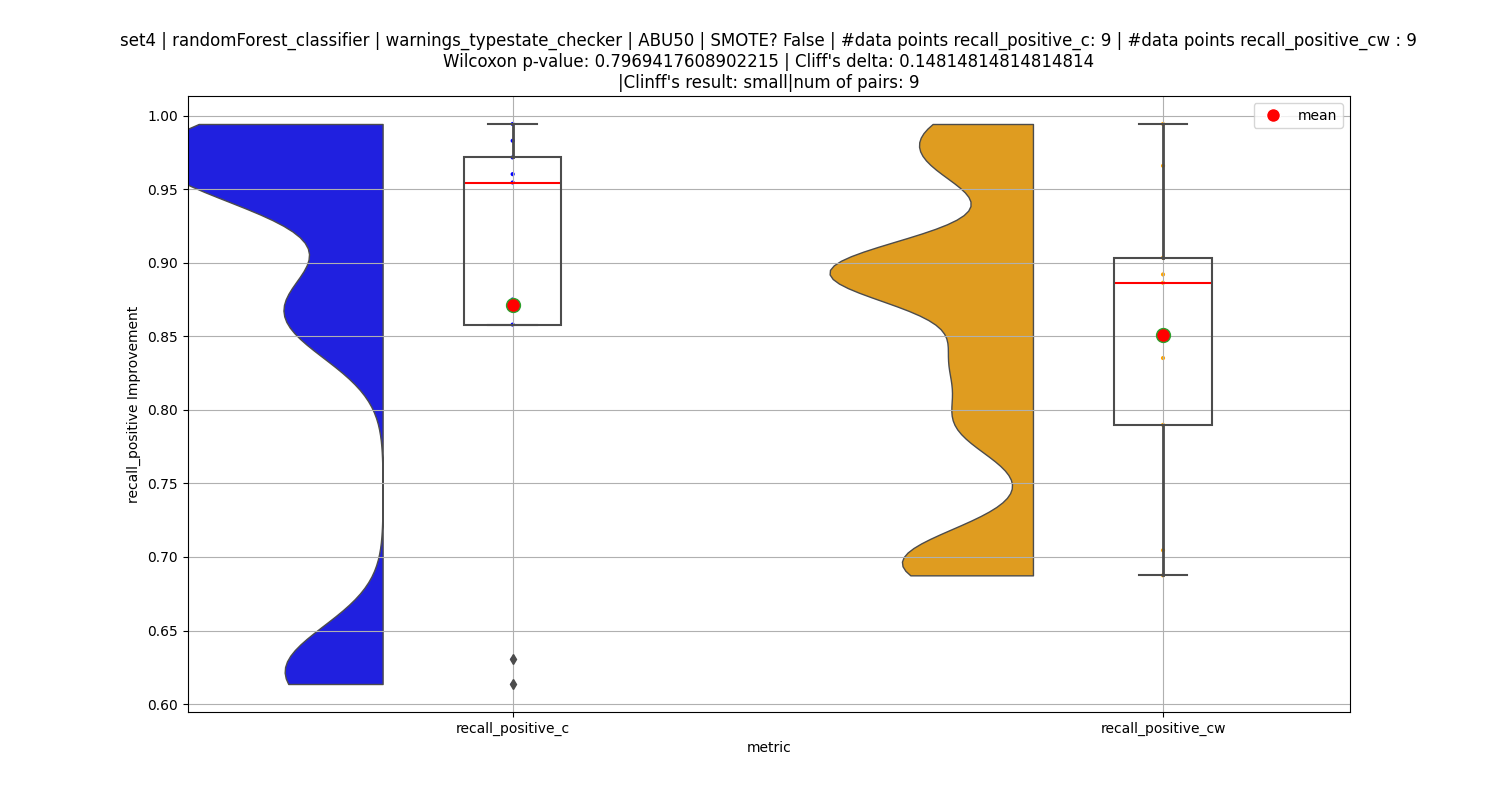 set4 | randomForest_classifier | warnings_typestate_checker | ABU50 | SMOTE? False | #data points recall_positive_c: 9 | #data points recall_positive_cw : 9
Wilcoxon p-value: 0.7969417608902215 | Cliff's delta: 0.14814814814814814
|Clinff's result: small|num of pairs: 9
mean
1.00
0.95
0.90
0.85
0.80
0.75
0.70
0.65
0.60
recall_positive Improvement
recall_positive_c
recall_positive_cw
metric